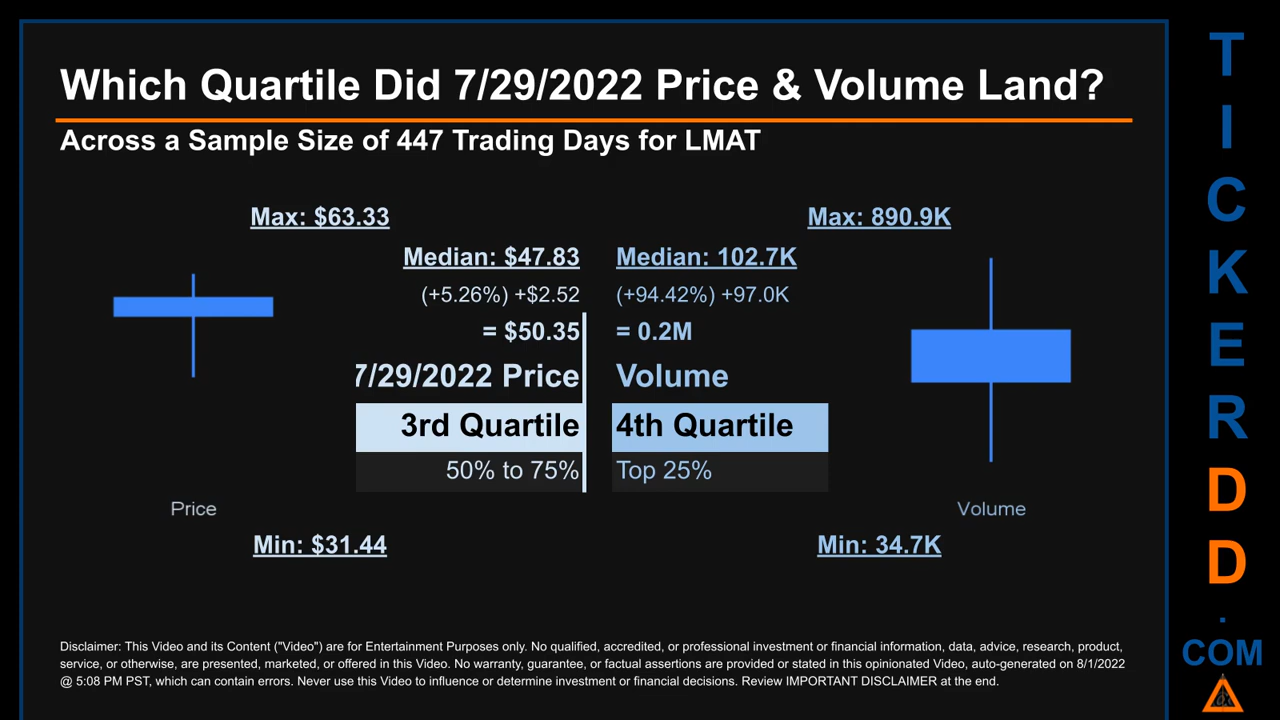 Which Quartile Did 7/29/2022 Price & Volume Land?
Across a Sample Size of 447 Trading Days for LMAT
Max: $63.33
Max: 890.9K
Median: $47.83
Median: 102.7K
(+5.26%) +$2.52
(+94.42%) +97.0K
= $50.35
= 0.2M
7/29/2022 Price
Volume
3rd Quartile
4th Quartile
50% to 75%
Top 25%
Price
Volume
Min: $31.44
Min: 34.7K
Disclaimer: This Video and its Content ("Video") are for Entertainment Purposes only. No qualified, accredited, or professional investment or financial information, data, advice, research, product,
service, or otherwise, are presented, marketed, or offered in this Video. No warranty, guarantee, or factual assertions are provided or stated in this opinionated Video, auto-generated on 8/1/2022
@ 5:08 PM PST, which can contain errors. Never use this Video to influence or determine investment or financial decisions. Review IMPORTANT DISCLAIMER at the end.
T
I
C
K
E
R
D
D
.
COM